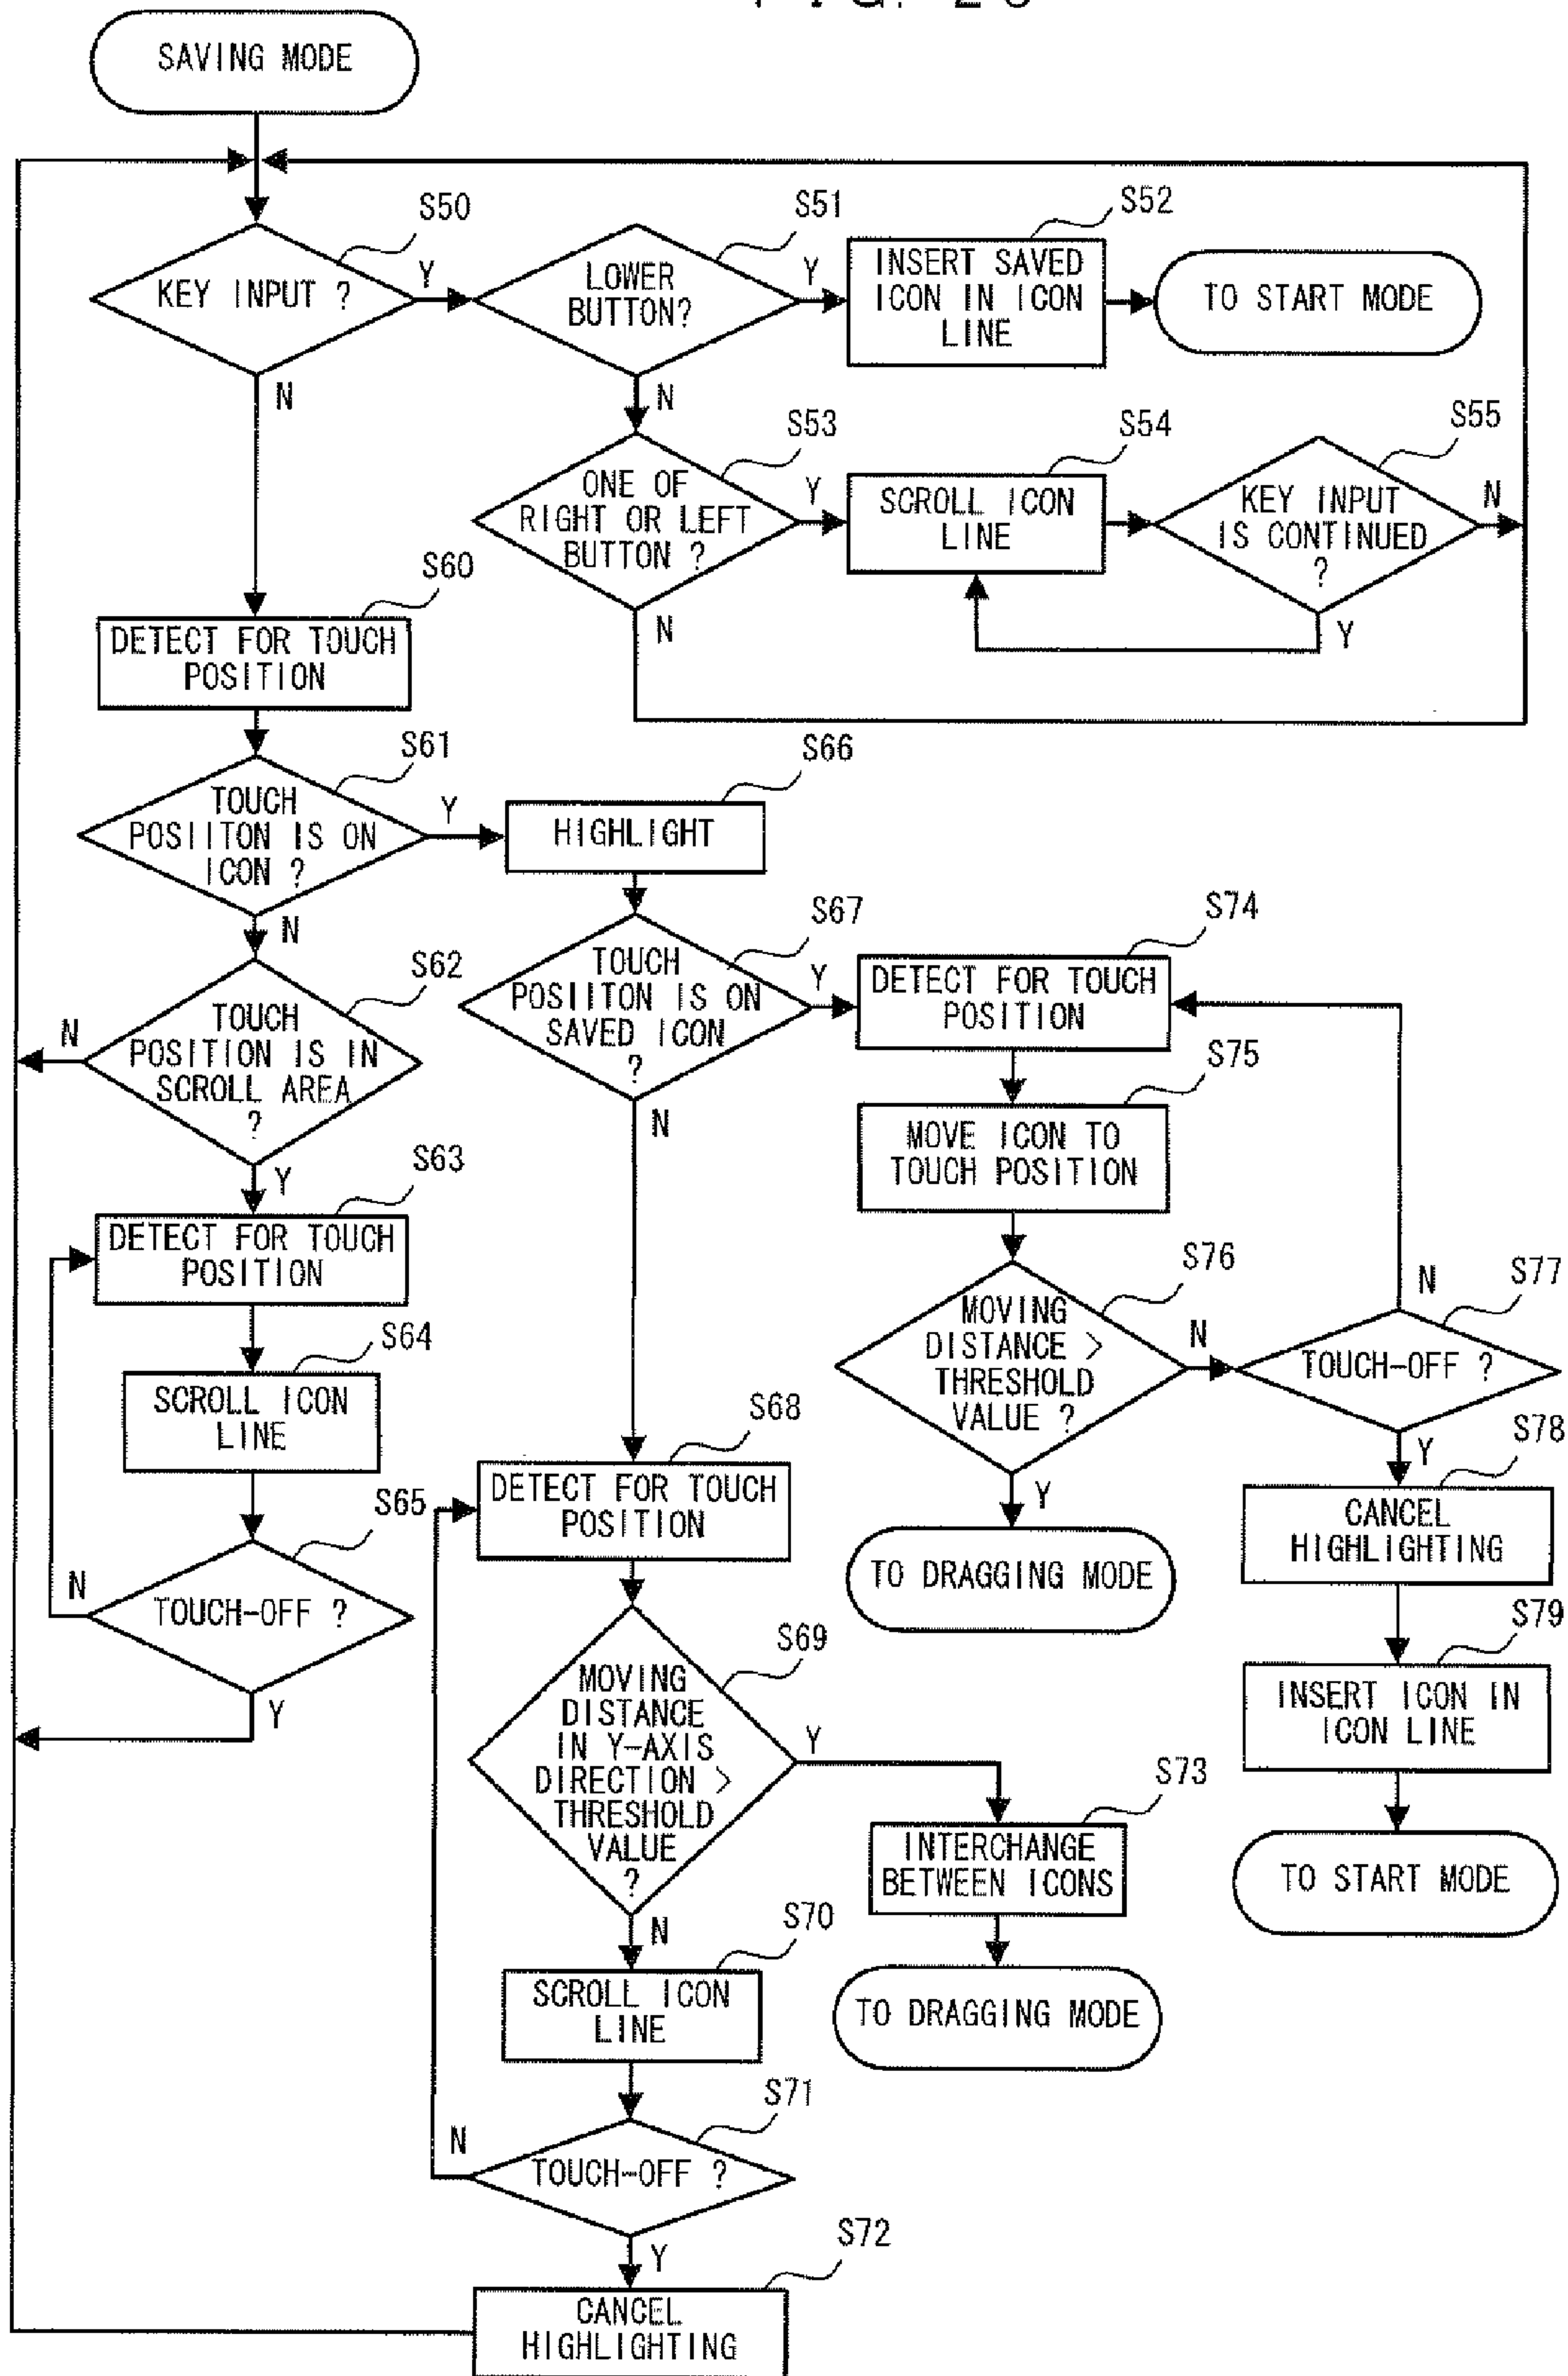 FIG.
SAVING MODE
S50
KEY INPUT ?
Y
N
S51
LOWER
BUTTON?
Y
N
S52
INSERT SAVED
ICON IN ICON
LINE
TO START MODE
S53
ONE OF
RIGHT OR LEFT
BUTTON ?
Y
N
S54
SCROLL ICON
LINE
S55
KEY INPUT
IS CONTINUED
?
N
Y
S60
DETECT FOR TOUCH
POSITION
S61
TOUCH
POSIITON IS ON
ICON ?
Y
N
S62
TOUCH
POSITION IS IN
SCROLL AREA
?
N
Y
S63
DETECT FOR TOUCH
POSITION
S64
SCROLL ICON
LINE
S65
TOUCH-OFF ?
N
Y
S66
HIGHLIGHT
S67
TOUCH
POSIITON IS ON
SAVED ICON
?
Y
N
S68
DETECT FOR TOUCH
POSITION
S69
MOVING
DISTANCE
IN Y-AXIS
DIRECTION >
THRESHOLD
VALUE
?
Y
N
S70
SCROLL ICON
LINE
S71
TOUCH-OFF ?
N
Y
S72
CANCEL
HIGHLIGHTING
S73
INTERCHANGE
BETWEEN ICONS
TO DRAGGING MODE
S74
DETECT FOR TOUCH
POSITION
S75
MOVE ICON TO
TOUCH POSITION
S76
MOVING
DISTANCE >
THRESHOLD
VALUE ?
N
Y
TO DRAGGING MODE
S77
TOUCH-OFF ?
N
Y
S78
CANCEL
HIGHLIGHTING
S79
INSERT ICON IN
ICON LINE
TO START MODE